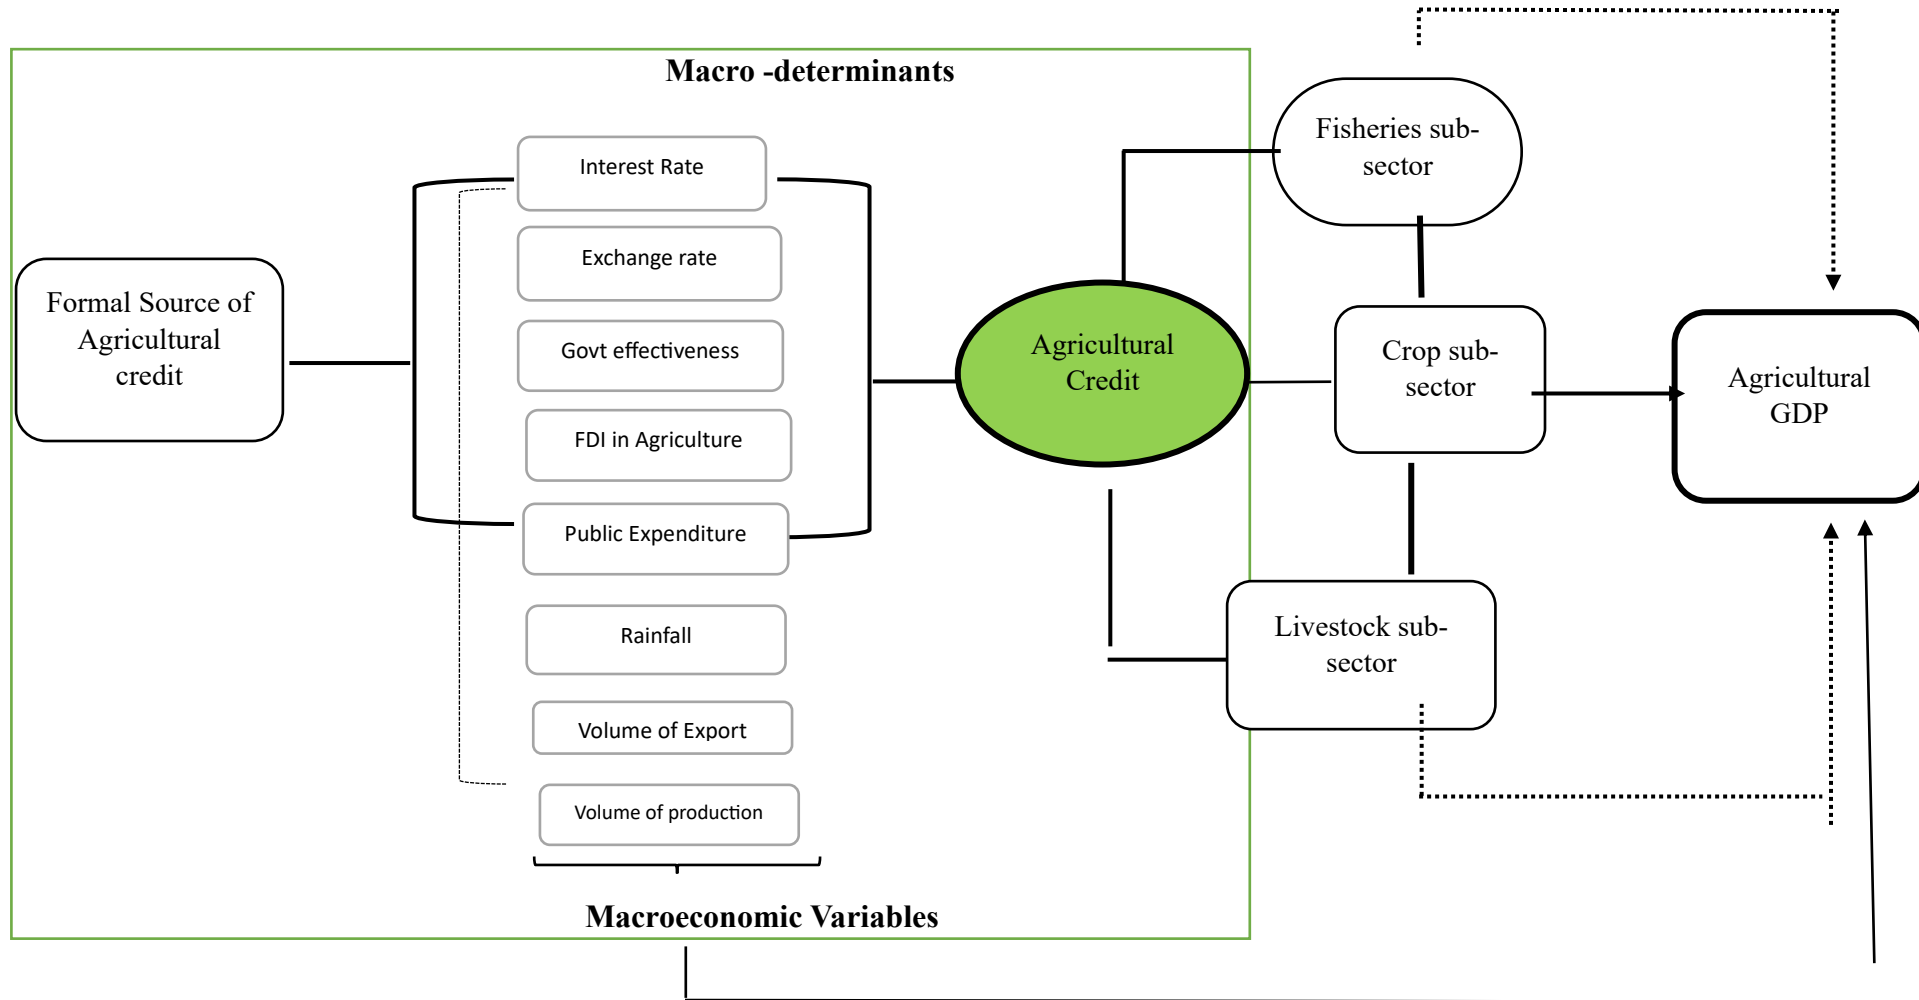 Macro -determinants
Formal Source of
Agricultural
credit
Interest Rate
Exchange rate
Govt effectiveness
FDI in Agriculture
Public Expenditure
Rainfall
Volume of Export
Volume of production
Macroeconomic Variables
Agricultural
Credit
Fisheries sub-
sector
Crop sub-
sector
Livestock sub-
sector
Agricultural
GDP